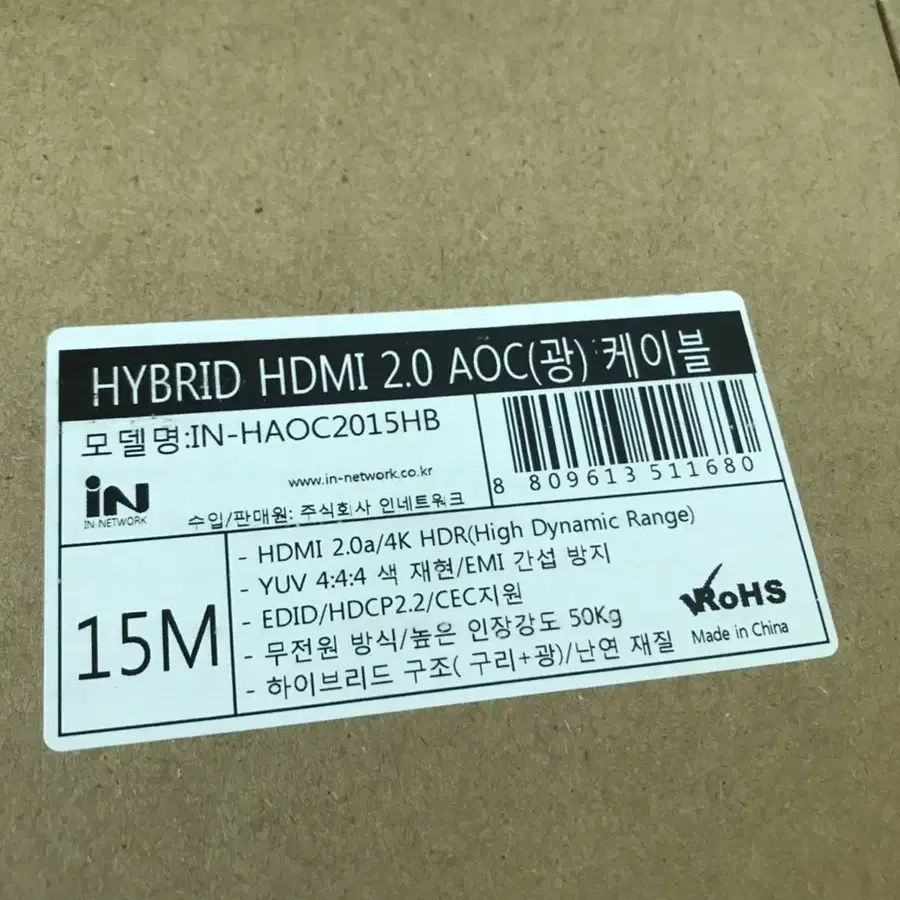 HYBRID HDMI 2.0 AOC(광) 케이블
모델명:IN-HAOC2015HB
8 809613 511680
iN
IN-NETWORK
www.in-network.co.kr
수입/판매원: 주식회사 인네트워크
15M
- HDMI 2.0a/4K HDR(High Dynamic Range)
- YUV 4:4:4 색 재현/EMI 간섭 방지
- EDID/HDCP2.2/CEC지원
- 무전원 방식/높은 인장강도 50Kg
- 하이브리드 구조( 구리+광)/난연 재질
RoHS
Made in China